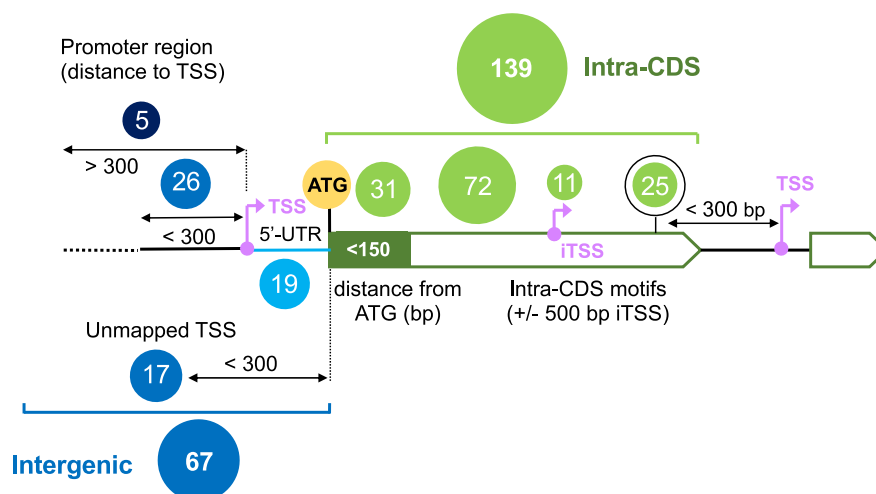 Promoter region
(distance to TSS)
5
> 300
26
< 300
TSS
5'-UTR
19
Unmapped TSS
17
< 300
Intergenic
67
139
Intra-CDS
ATG
31
72
11
25
TSS
< 300 bp
<150
iTSS
distance from
ATG (bp)
Intra-CDS motifs
(+/- 500 bp iTSS)